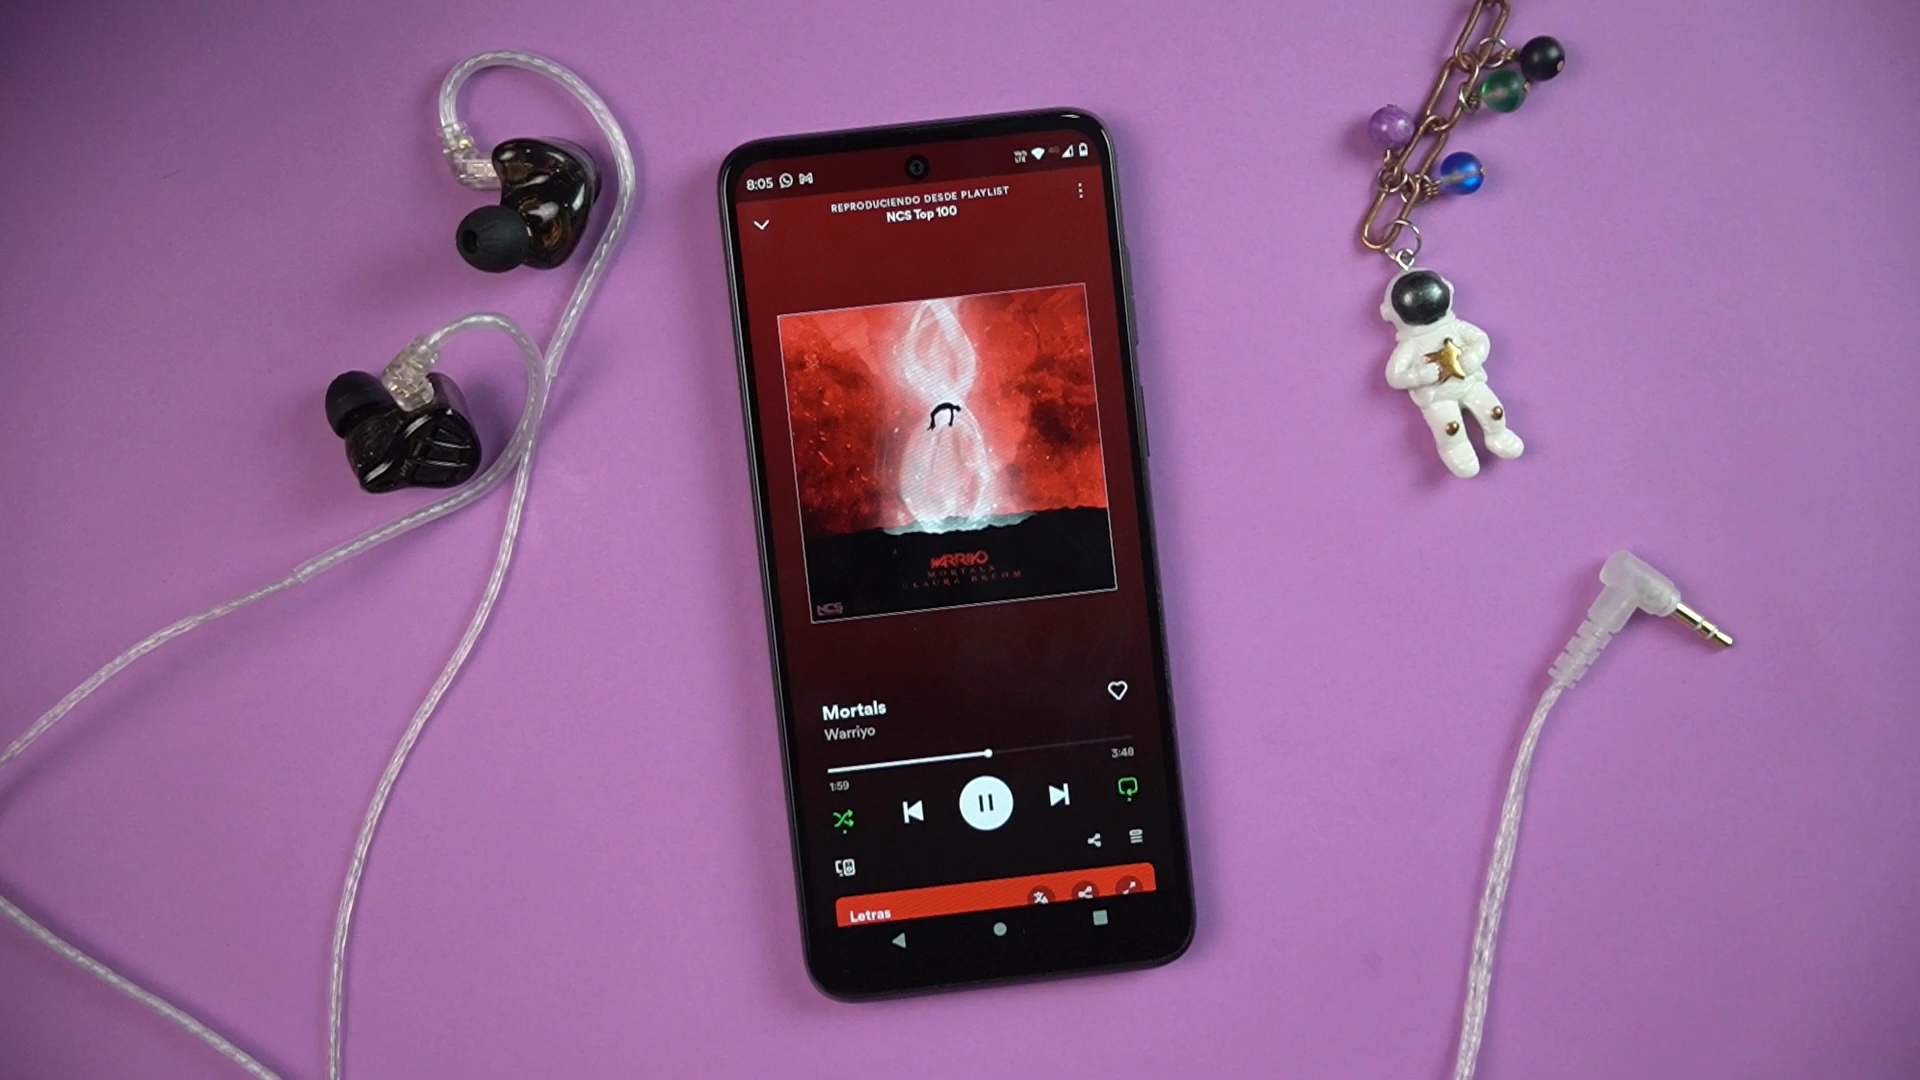 8:05
REPRODUCIENDO DESDE PLAYLIST
NCS Top 100
WARRIYO
MORTALS
LAURA BREHM
NCS
Mortals
Warriyo
1:59
3:48
Letras